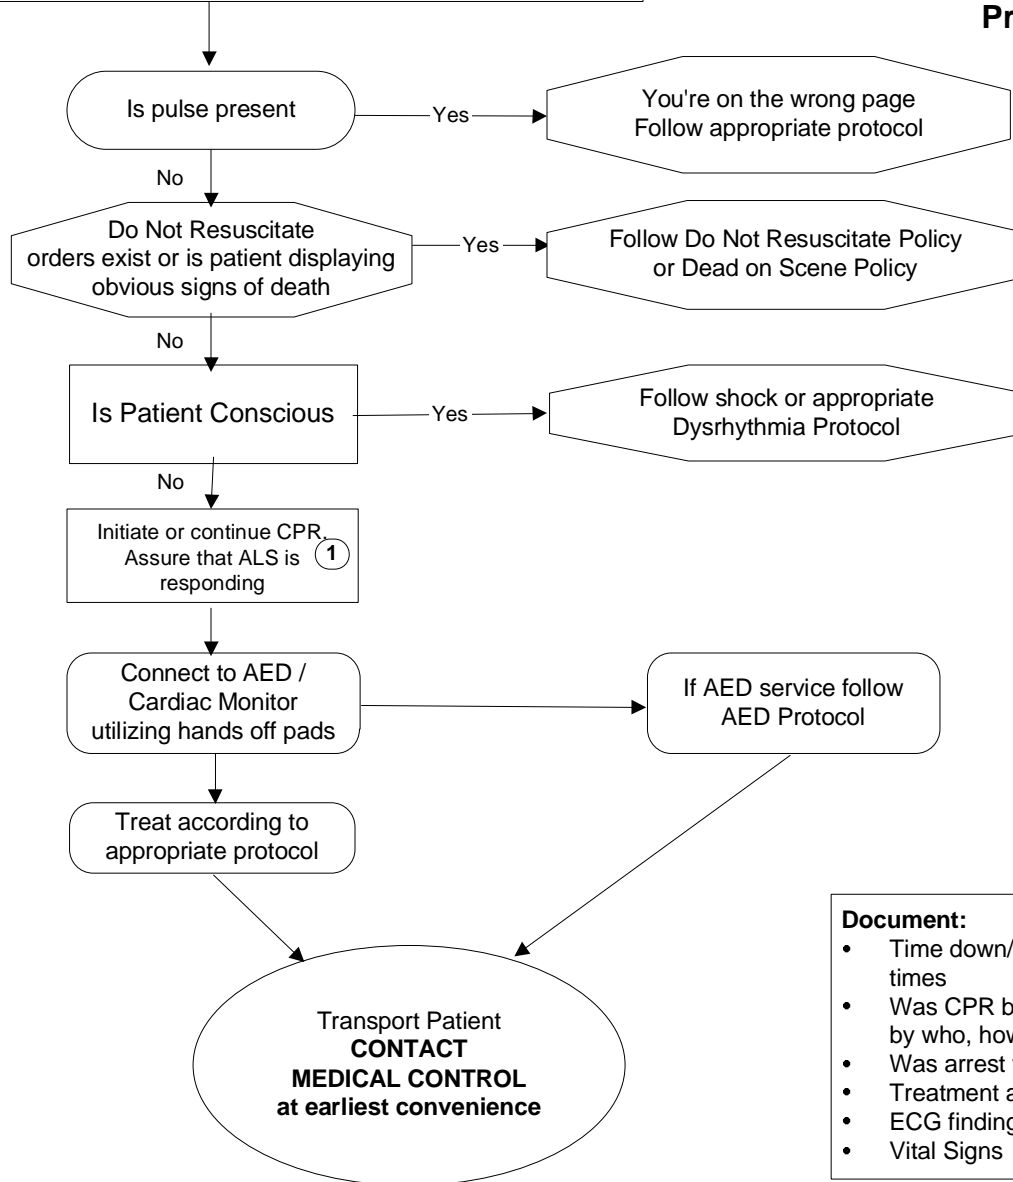 Pr
Is pulse present
Yes
You're on the wrong page
Follow appropriate protocol
No
Do Not Resuscitate
orders exist or is patient displaying
obvious signs of death
Yes
Follow Do Not Resuscitate Policy
or Dead on Scene Policy
No
Is Patient Conscious
Yes
Follow shock or appropriate
Dysrhythmia Protocol
No
Initiate or continue CPR.
Assure that ALS is
responding
1
Connect to AED /
Cardiac Monitor
utilizing hands off pads
If AED service follow
AED Protocol
Treat according to
appropriate protocol
Transport Patient
CONTACT
MEDICAL CONTROL
at earliest convenience
Document:
• Time down/
times
• Was CPR b
by who, how
• Was arrest
• Treatment a
• ECG finding
• Vital Signs